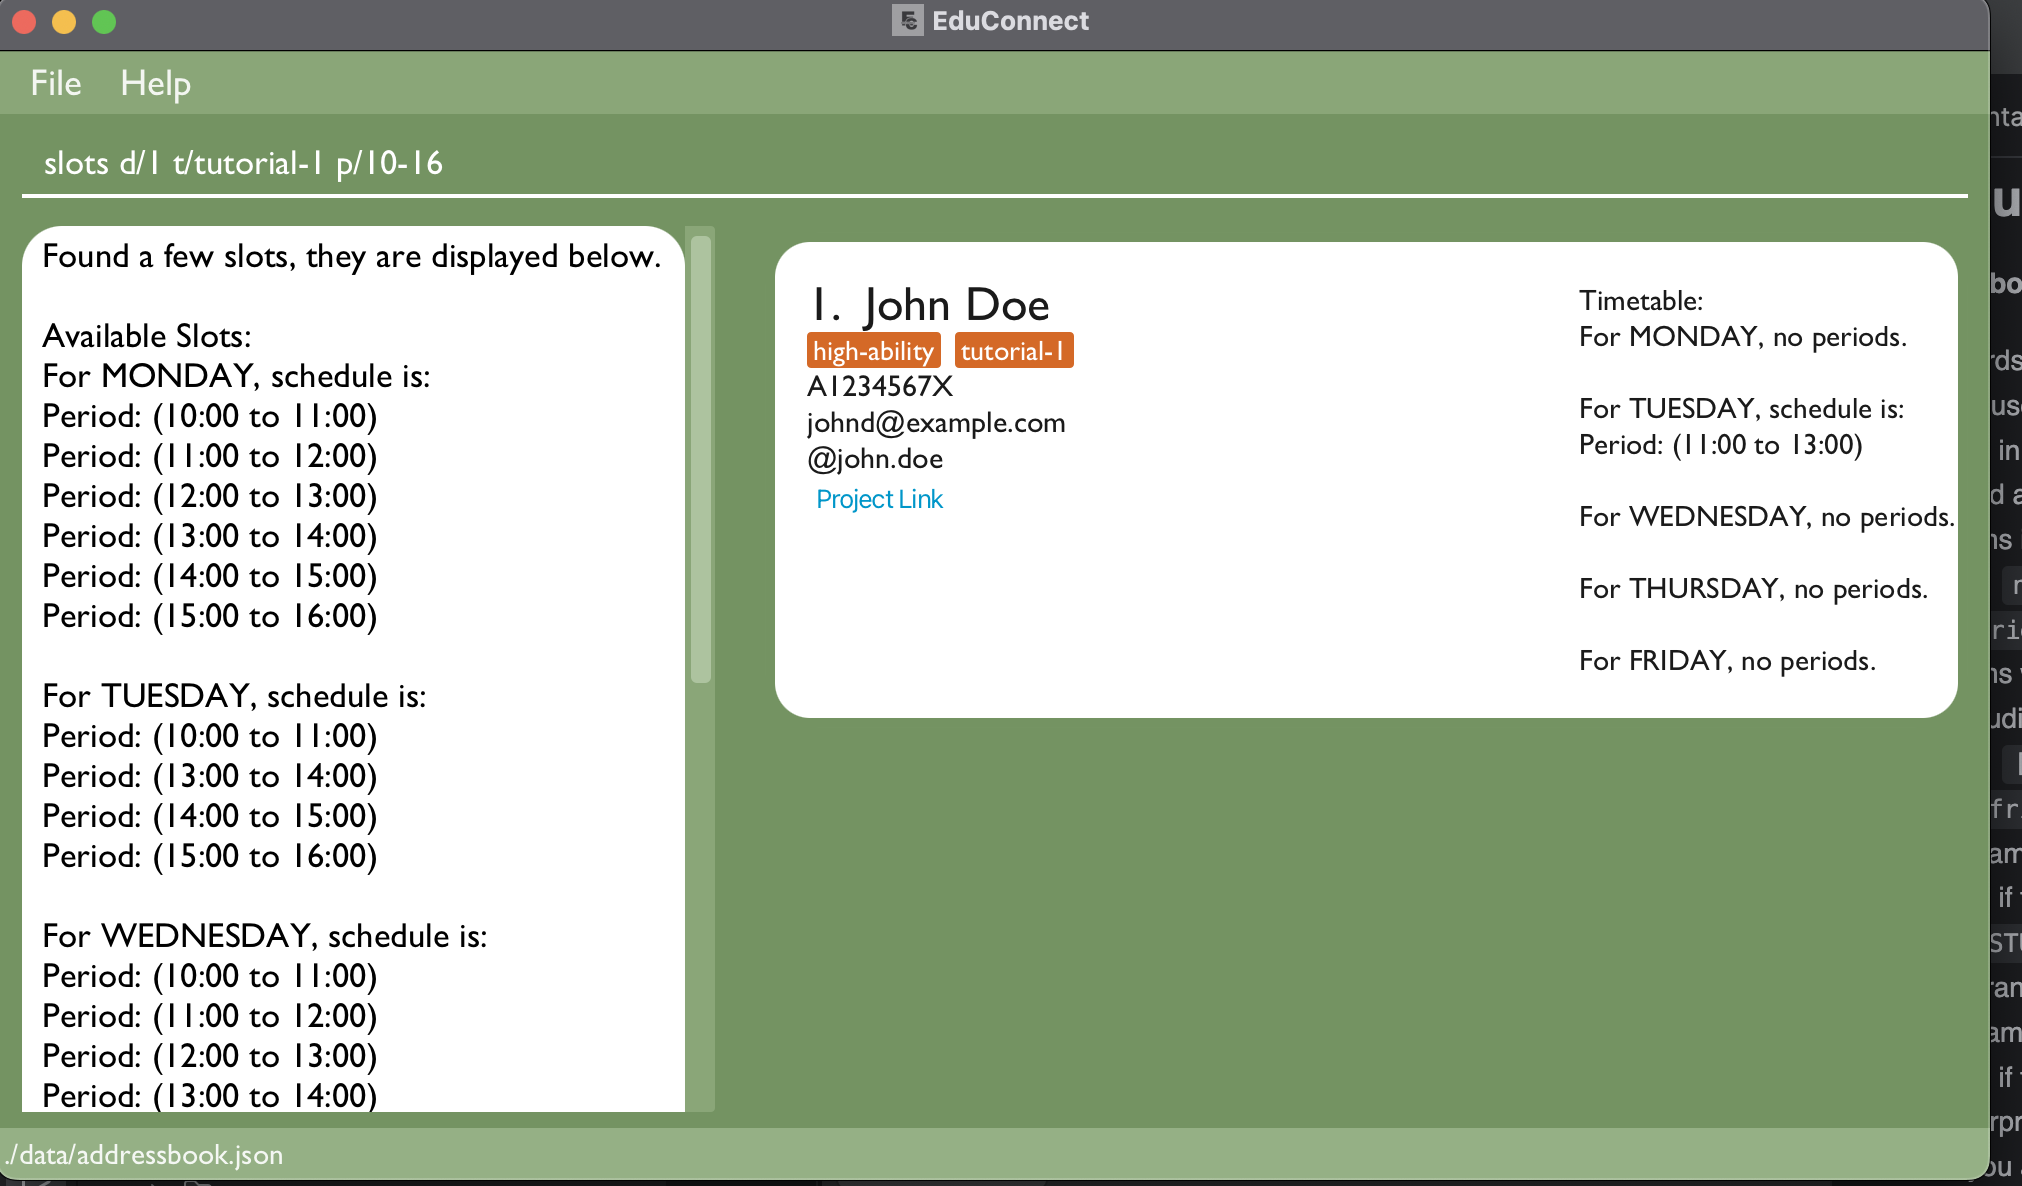 EduConnect
File Help
slots d/1 t/tutorial-1 p/10-16
Found a few slots, they are displayed below.
Available Slots:
For MONDAY, schedule is:
Period: (10:00 to 11:00)
Period: (11:00 to 12:00)
Period: (12:00 to 13:00)
Period: (13:00 to 14:00)
Period: (14:00 to 15:00)
Period: (15:00 to 16:00)
For TUESDAY, schedule is:
Period: (10:00 to 11:00)
Period: (13:00 to 14:00)
Period: (14:00 to 15:00)
Period: (15:00 to 16:00)
For WEDNESDAY, schedule is:
Period: (10:00 to 11:00)
Period: (11:00 to 12:00)
Period: (12:00 to 13:00)
Period: (13:00 to 14:00)
1. John Doe
high-ability tutorial-1
A1234567X
johnd@example.com
@john.doe
Project Link
Timetable:
For MONDAY, no periods.
For TUESDAY, schedule is:
Period: (11:00 to 13:00)
For WEDNESDAY, no periods.
For THURSDAY, no periods.
For FRIDAY, no periods.
./data/addressbook.json